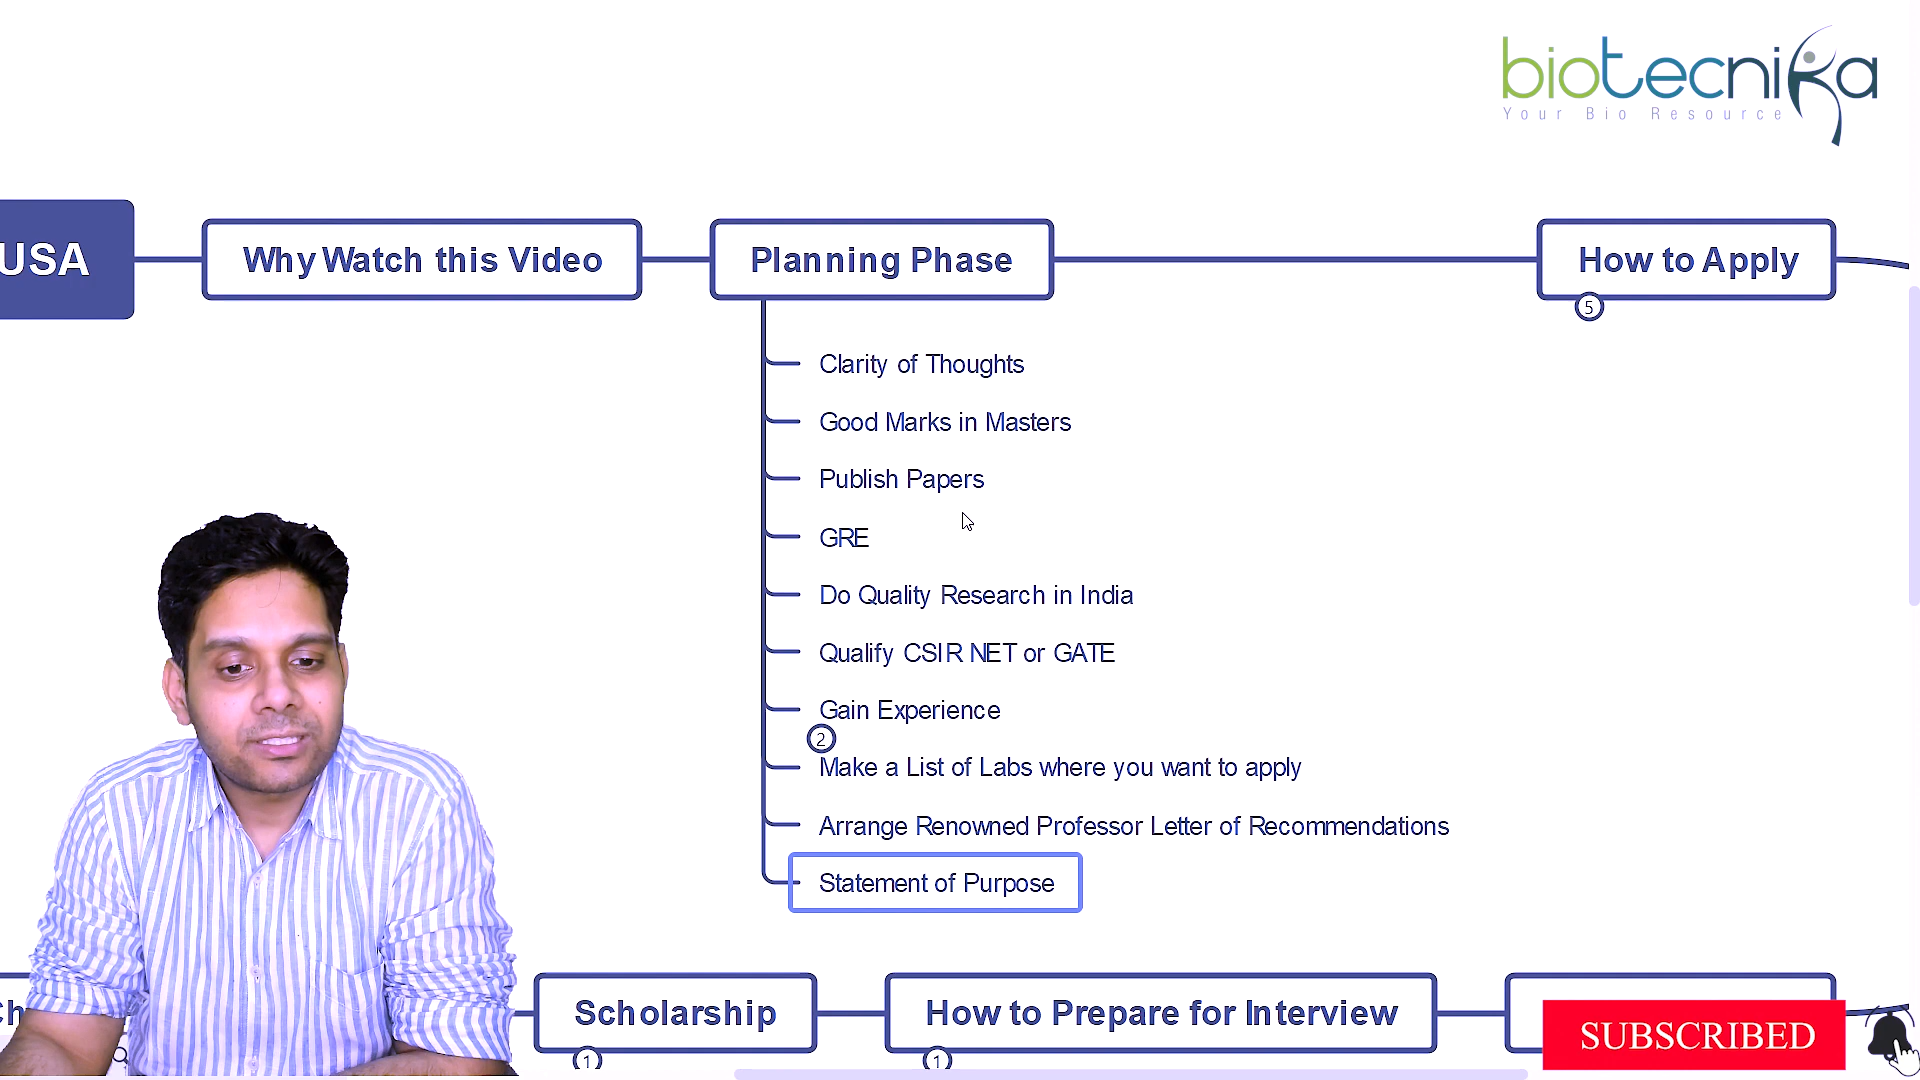 biotecnika
Your Bio Resource
USA
Why Watch this Video
Planning Phase
How to Apply
5
Clarity of Thoughts
Good Marks in Masters
Publish Papers
GRE
Do Quality Research in India
Qualify CSIR NET or GATE
Gain Experience
2
Make a List of Labs where you want to apply
Arrange Renowned Professor Letter of Recommendations
Statement of Purpose
Ch
Scholarship
How to Prepare for Interview
1
1
SUBSCRIBED